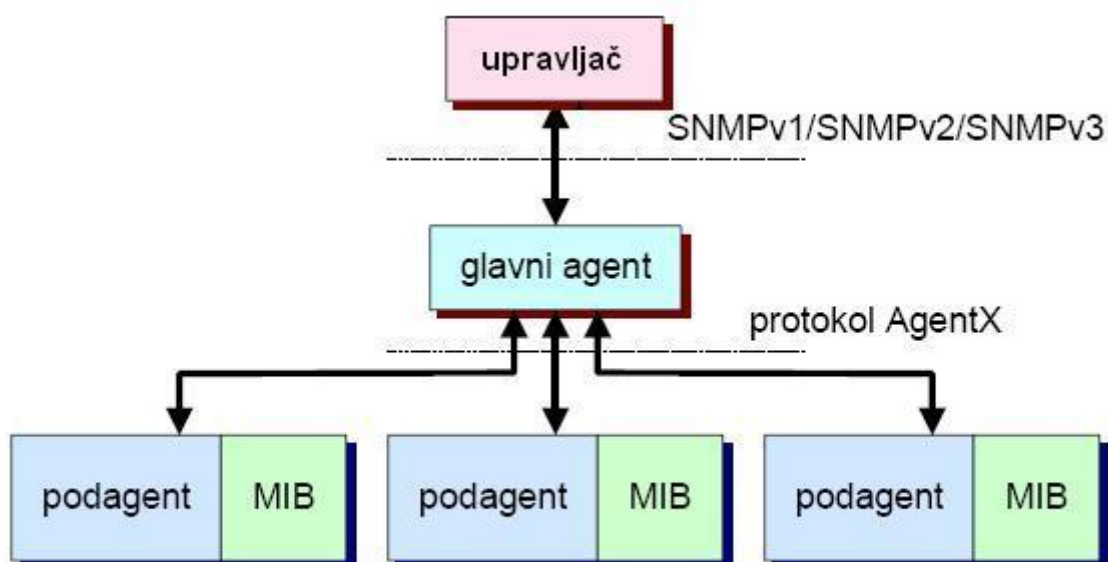 upravljač
SNMPv1/SNMPv2/SNMPv3
glavni agent
protokol AgentX
podagent MIB podagent MIB podagent MIB